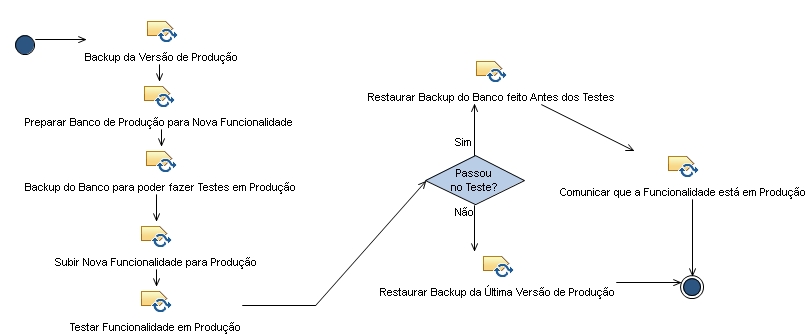 Backup da Versão de Produção
Preparar Banco de Produção para Nova Funcionalidade
Backup do Banco para poder fazer Testes em Produção
Subir Nova Funcionalidade para Produção
Testar Funcionalidade em Produção
Passou
no Teste?
Sim
Restaurar Backup do Banco feito Antes dos Testes
Comunicar que a Funcionalidade está em Produção
Não
Restaurar Backup da Última Versão de Produção